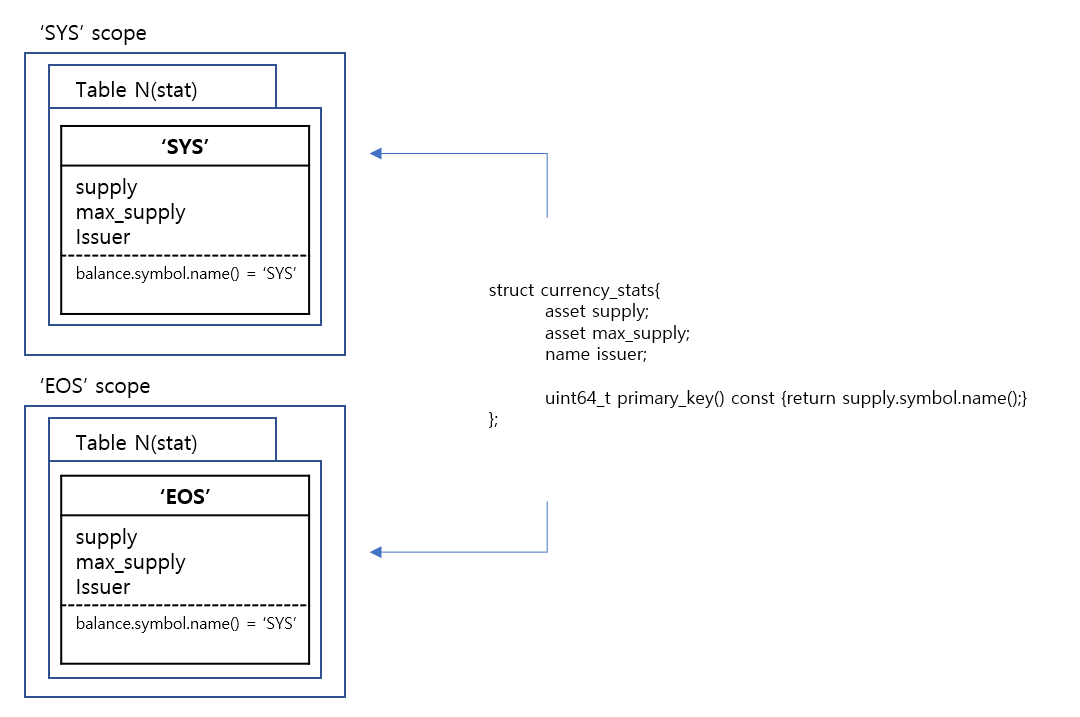 ‘SYS’ scope
Table N(stat)
‘SYS’
supply
max_supply
Issuer
balance.symbol.name() = ‘SYS’
struct currency_stats{
asset supply;
asset max_supply;
name issuer;
uint64_t primary_key() const {return supply.symbol.name();}
};
‘EOS’ scope
Table N(stat)
‘EOS’
supply
max_supply
Issuer
balance.symbol.name() = ‘SYS’